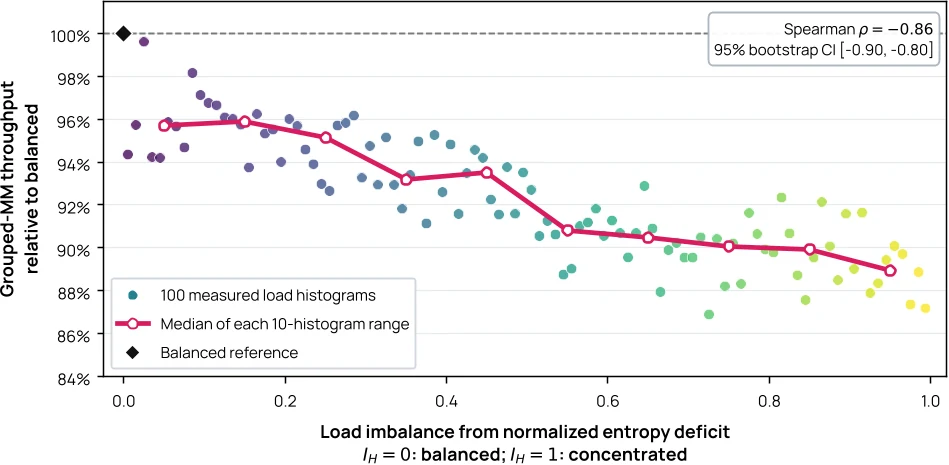 Grouped-MM throughput
relative to balanced
100%
98%
96%
94%
92%
90%
88%
86%
84%
Spearman ρ = −0.86
95% bootstrap CI [-0.90, -0.80]
100 measured load histograms
Median of each 10-histogram range
Balanced reference
0.0 0.2 0.4 0.6 0.8 1.0
Load imbalance from normalized entropy deficit
I_H = 0: balanced; I_H = 1: concentrated